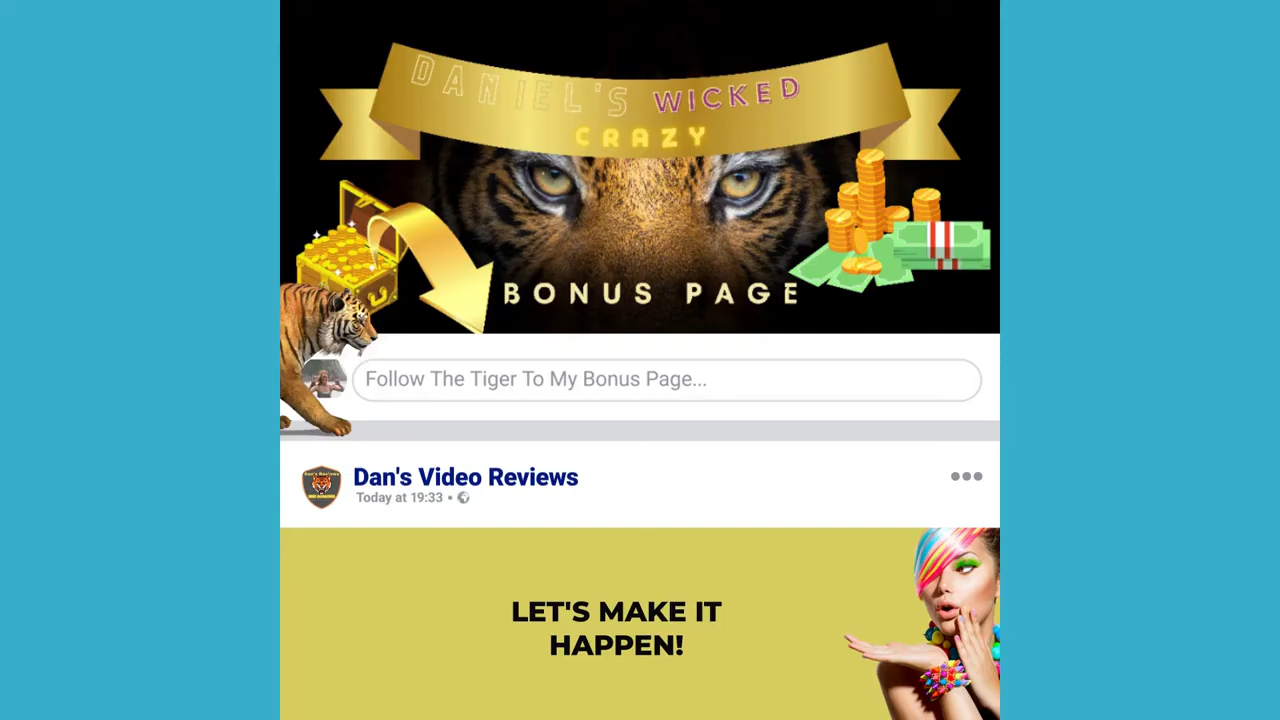 DANIEL'S WICKED
CRAZY
BONUS PAGE
Follow The Tiger To My Bonus Page...
Dan's Video Reviews
Today at 19:33 •
LET'S MAKE IT
HAPPEN!